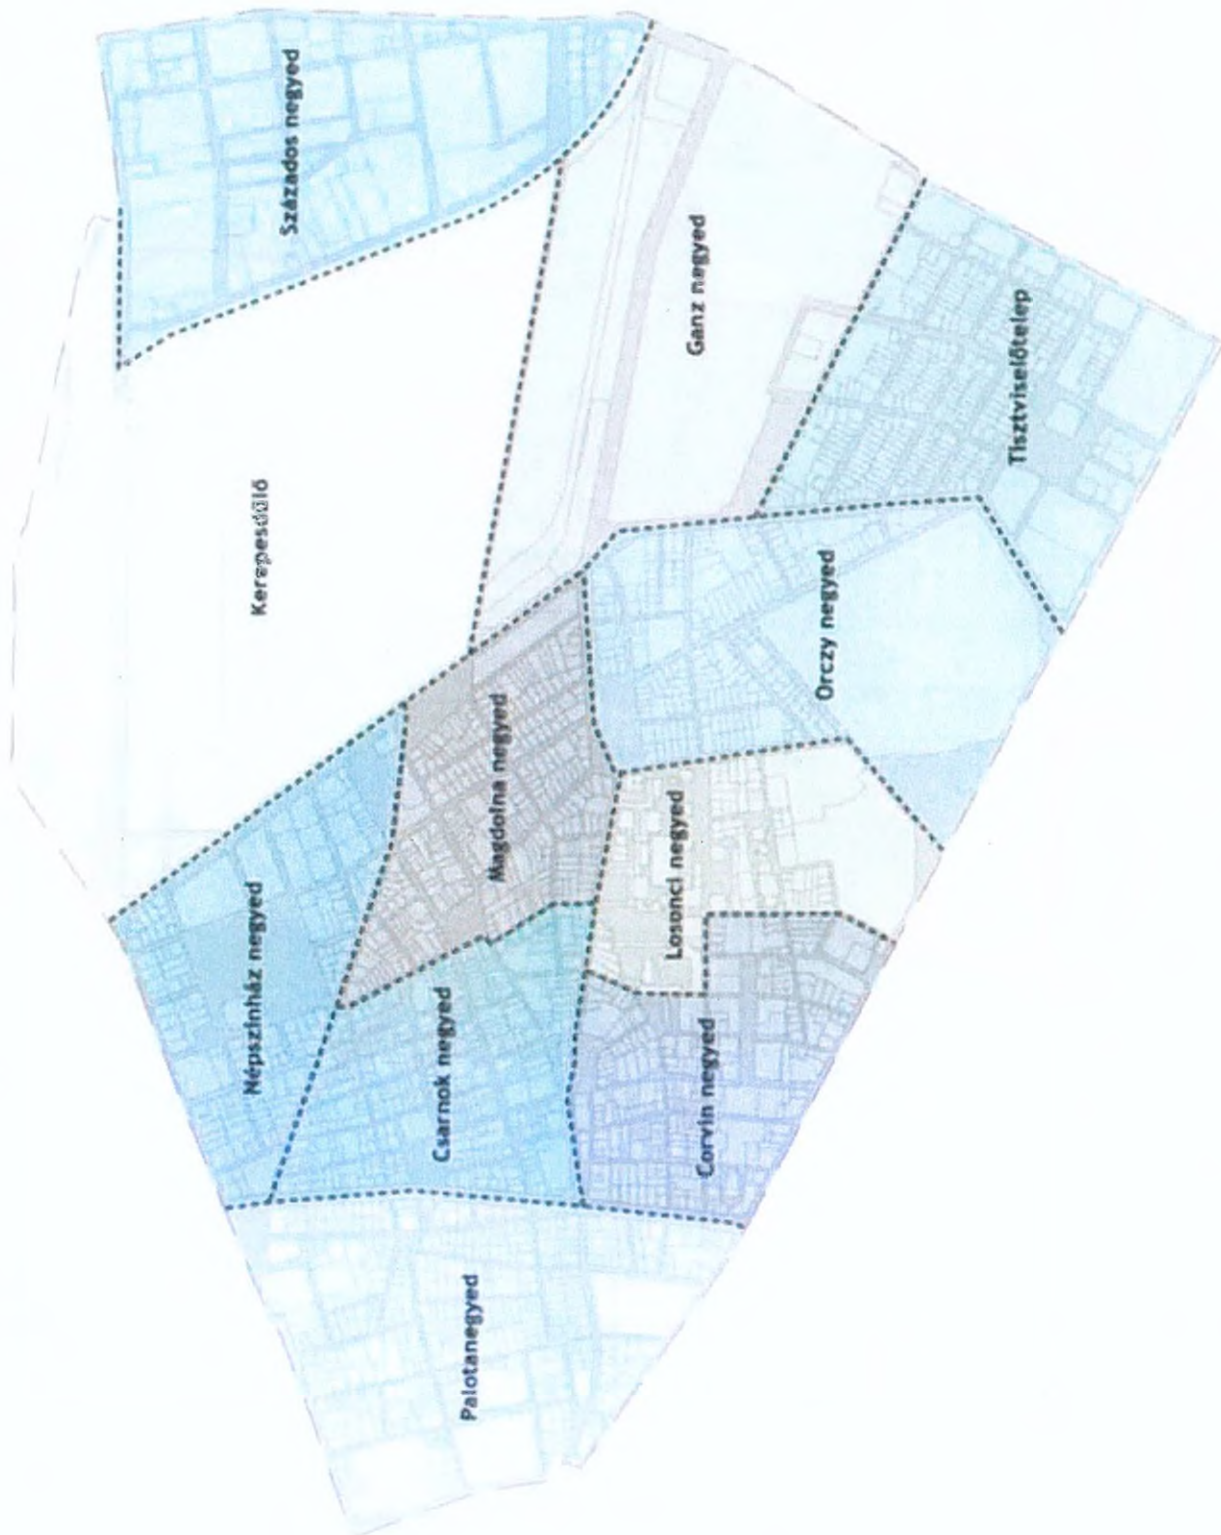 Százados negyed
Ganz negyed
Tisztviselőtelep
Kerepesdűlő
Orczy negyed
Magdolna negyed
Losonci negyed
Népszínház negyed
Csarnok negyed
Corvin negyed
Palotanegyed